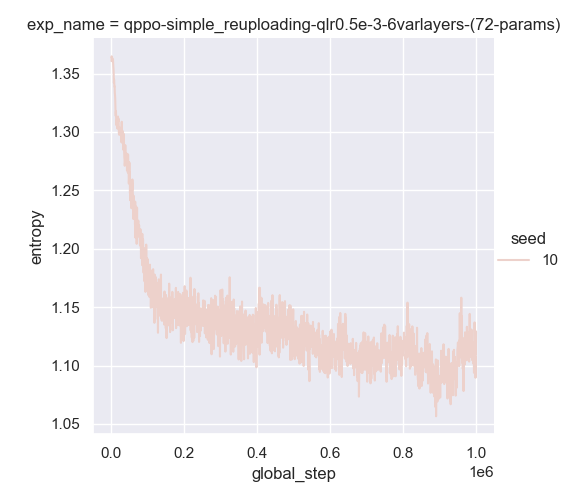 exp_name = qppo-simple_reuploading-qlr0.5e-3-6varlayers-(72-params)
1.35
1.30
1.25
1.20
1.15
1.10
1.05
entropy
seed
10
0.0 0.2 0.4 0.6 0.8 1.0
1e6
global_step